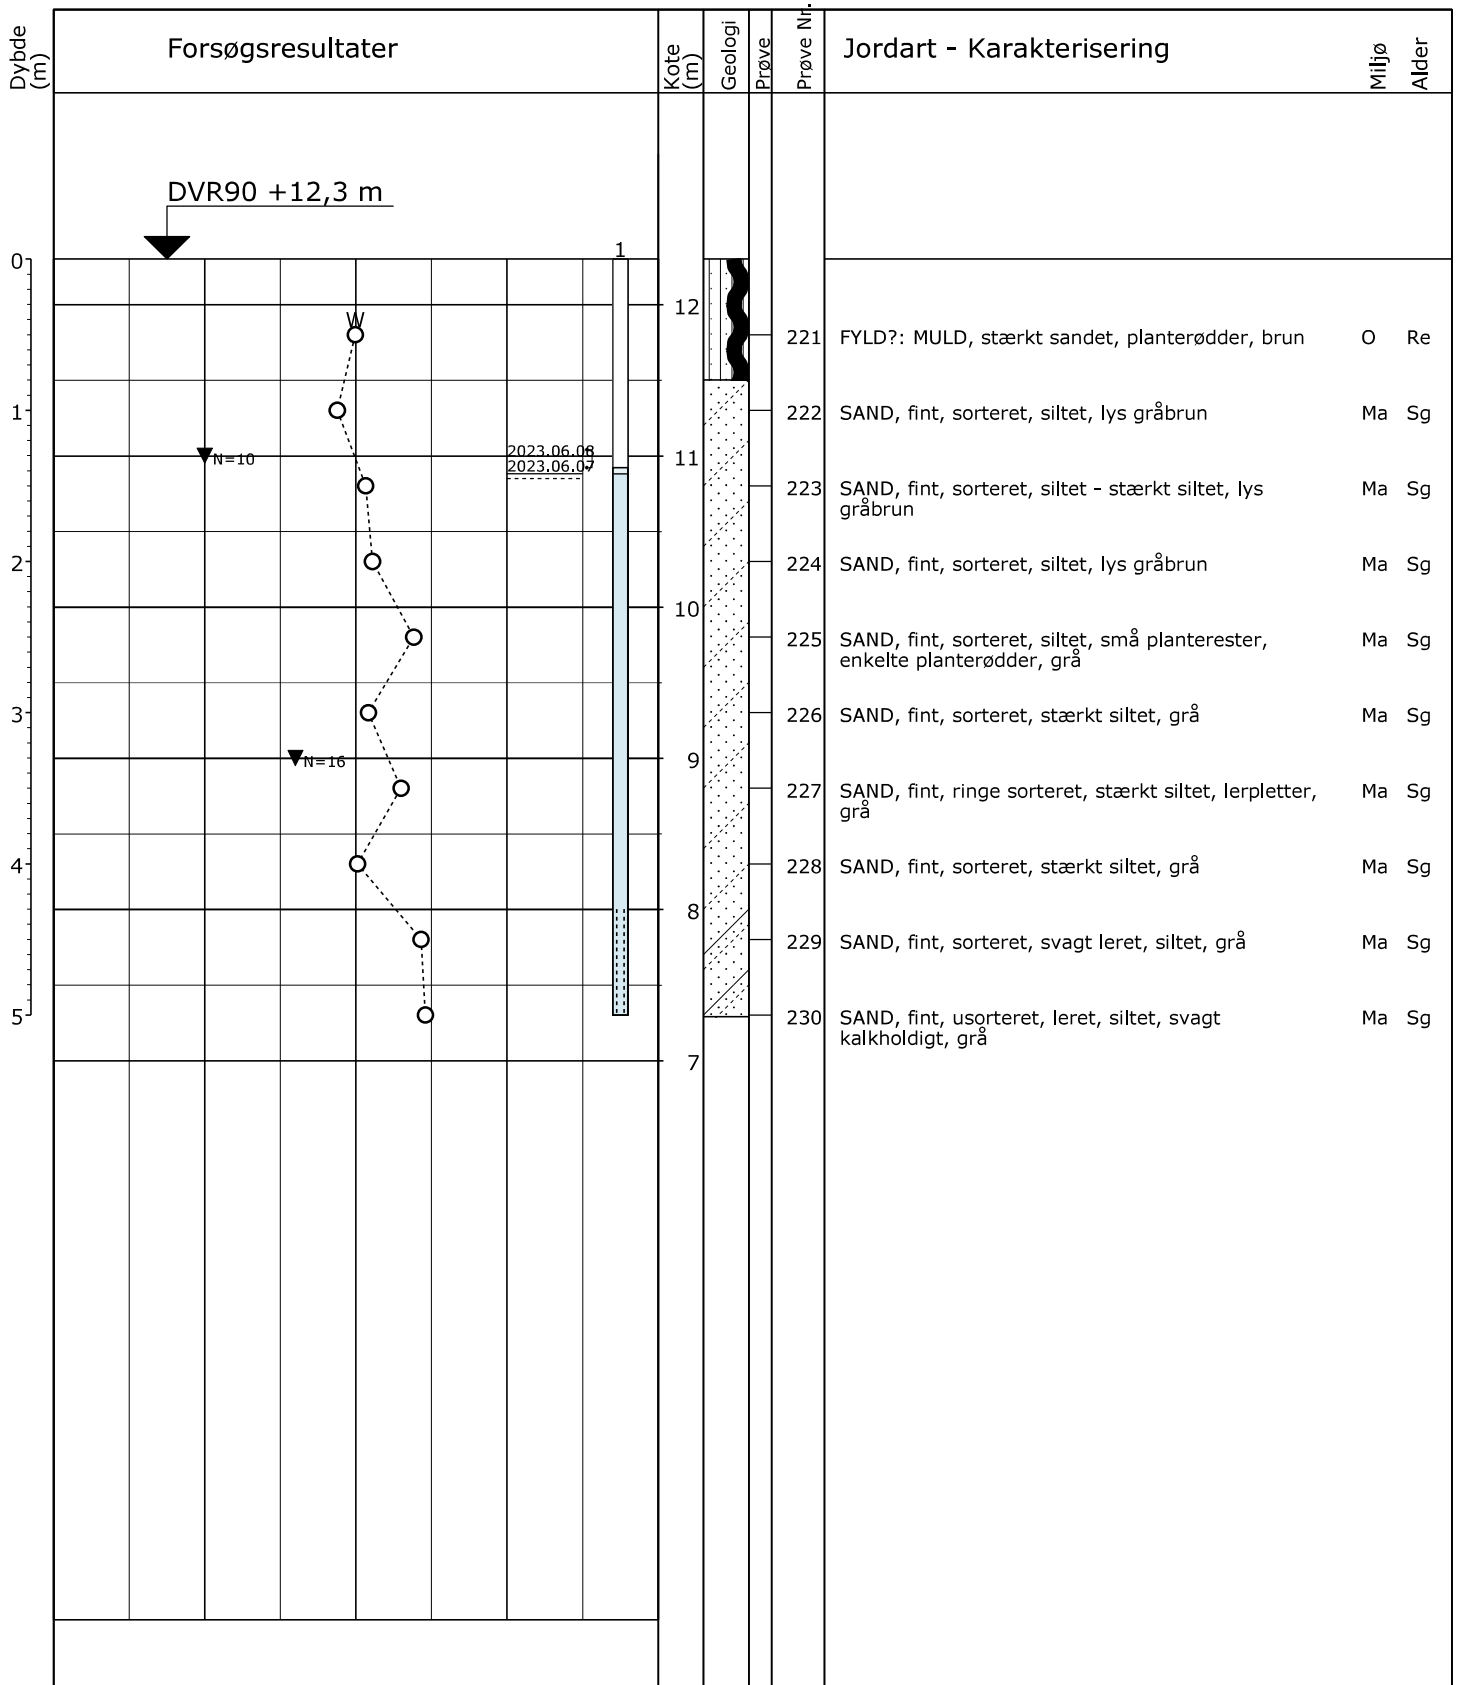 Dybde
(m)
Forsøgsresultater
Kote
(m)
Geologi
Prøve
Prøve Nr.
Jordart - Karakterisering
Miljø
Alder
DVR90 +12,3 m
0
1
12
W
221 FYLD?: MULD, stærkt sandet, planterødder, brun O Re
1
222 SAND, fint, sorteret, siltet, lys gråbrun Ma Sg
N=10
2023.06.08
11
2023.06.07
223 SAND, fint, sorteret, siltet - stærkt siltet, lys
gråbrun
Ma Sg
2
224 SAND, fint, sorteret, siltet, lys gråbrun Ma Sg
10
225 SAND, fint, sorteret, siltet, små planterester,
enkelte planterødder, grå
Ma Sg
3
226 SAND, fint, sorteret, stærkt siltet, grå Ma Sg
N=16
9
227 SAND, fint, ringe sorteret, stærkt siltet, lerpletter,
grå
Ma Sg
4
228 SAND, fint, sorteret, stærkt siltet, grå Ma Sg
8
229 SAND, fint, sorteret, svagt leret, siltet, grå Ma Sg
5
230 SAND, fint, usorteret, leret, siltet, svagt
kalkholdigt, grå
Ma Sg
7